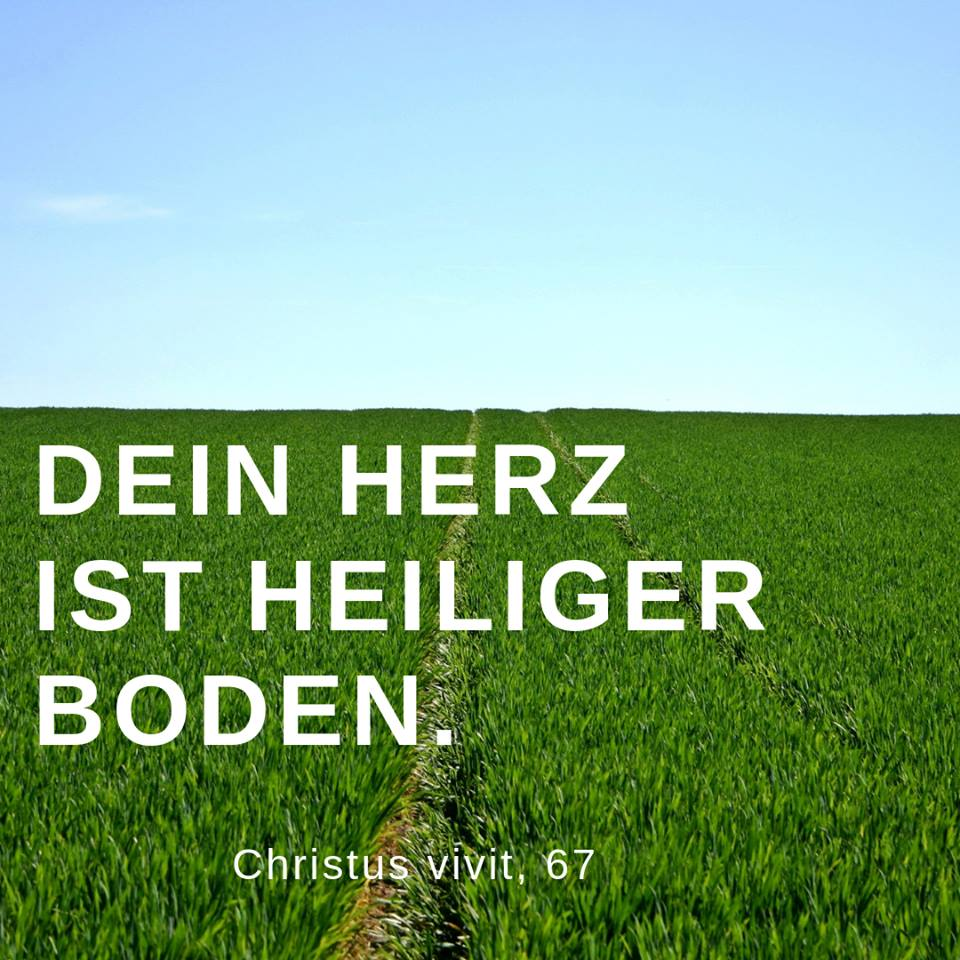 DEIN HERZ
IST HEILIGER
BODEN.
Christus vivit, 67